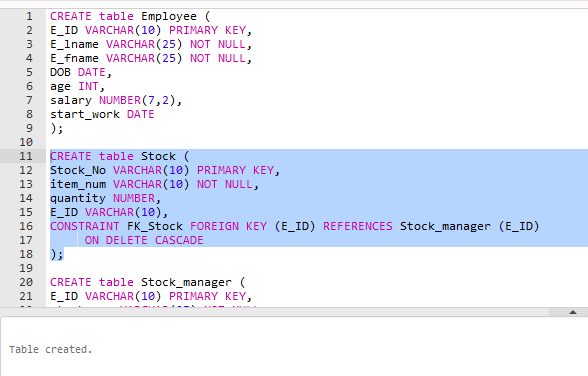 1 CREATE table Employee (
2 E_ID VARCHAR(10) PRIMARY KEY,
3 E_lname VARCHAR(25) NOT NULL,
4 E_fname VARCHAR(25) NOT NULL,
5 DOB DATE,
6 age INT,
7 salary NUMBER(7,2),
8 start_work DATE
9 );
10
11 CREATE table Stock (
12 Stock_No VARCHAR(10) PRIMARY KEY,
13 item_num VARCHAR(10) NOT NULL,
14 quantity NUMBER,
15 E_ID VARCHAR(10),
16 CONSTRAINT FK_Stock FOREIGN KEY (E_ID) REFERENCES Stock_manager (E_ID)
17 ON DELETE CASCADE
18 );
19
20 CREATE table Stock_manager (
21 E_ID VARCHAR(10) PRIMARY KEY,
Table created.